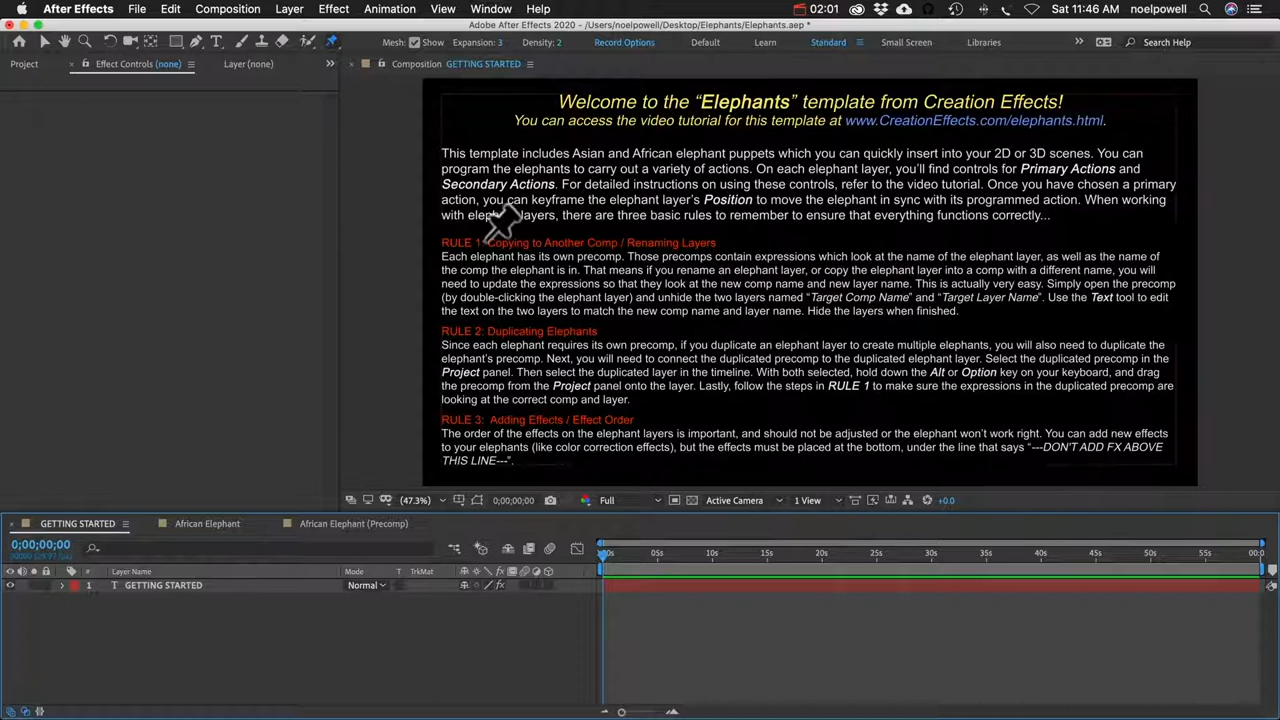 After Effects File Edit Composition Layer Effect Animation View Window Help 02:01 Sat 11:46 AM noelpowell
Adobe After Effects 2020 - /Users/noelpowell/Desktop/Elephants/Elephants.aep *
Mesh: Show Expansion: 3 Density: 2 Record Options Default Learn Standard Small Screen Libraries Search Help
Project Effect Controls (none) Layer (none) Composition GETTING STARTED
Welcome to the “Elephants” template from Creation Effects!
You can access the video tutorial for this template at www.CreationEffects.com/elephants.html.
This template includes Asian and African elephant puppets which you can quickly insert into your 2D or 3D scenes. You can
program the elephants to carry out a variety of actions. On each elephant layer, you'll find controls for Primary Actions and
Secondary Actions. For detailed instructions on using these controls, refer to the video tutorial. Once you have chosen a primary
action, you can keyframe the elephant layer's Position to move the elephant in sync with its programmed action. When working
with elephant layers, there are three basic rules to remember to ensure that everything functions correctly...
RULE 1: Copying to Another Comp / Renaming Layers
Each elephant has its own precomp. Those precomps contain expressions which look at the name of the elephant layer, as well as the name of
the comp the elephant is in. That means if you rename an elephant layer, or copy the elephant layer into a comp with a different name, you will
need to update the expressions so that they look at the new comp name and new layer name. This is actually very easy. Simply open the precomp
(by double-clicking the elephant layer) and unhide the two layers named “Target Comp Name” and “Target Layer Name”. Use the Text tool to edit
the text on the two layers to match the new comp name and layer name. Hide the layers when finished.
RULE 2: Duplicating Elephants
Since each elephant requires its own precomp, if you duplicate an elephant layer to create multiple elephants, you will also need to duplicate the
elephant's precomp. Next, you will need to connect the duplicated precomp to the duplicated elephant layer. Select the duplicated precomp in the
Project panel. Then select the duplicated layer in the timeline. With both selected, hold down the Alt or Option key on your keyboard, and drag
the precomp from the Project panel onto the layer. Lastly, follow the steps in RULE 1 to make sure the expressions in the duplicated precomp are
looking at the correct comp and layer.
RULE 3: Adding Effects / Effect Order
The order of the effects on the elephant layers is important, and should not be adjusted or the elephant won't work right. You can add new effects
to your elephants (like color correction effects), but the effects must be placed at the bottom, under the line that says “---DON'T ADD FX ABOVE
THIS LINE---”.
(47.3%) 0;00;00;00 Full Active Camera 1 View +0.0
GETTING STARTED African Elephant African Elephant (Precomp)
0;00;00;00
05s 10s 15s 20s 25s 30s 35s 40s 45s 50s 55s
# Layer Name Mode T TrkMat
1 T GETTING STARTED Normal